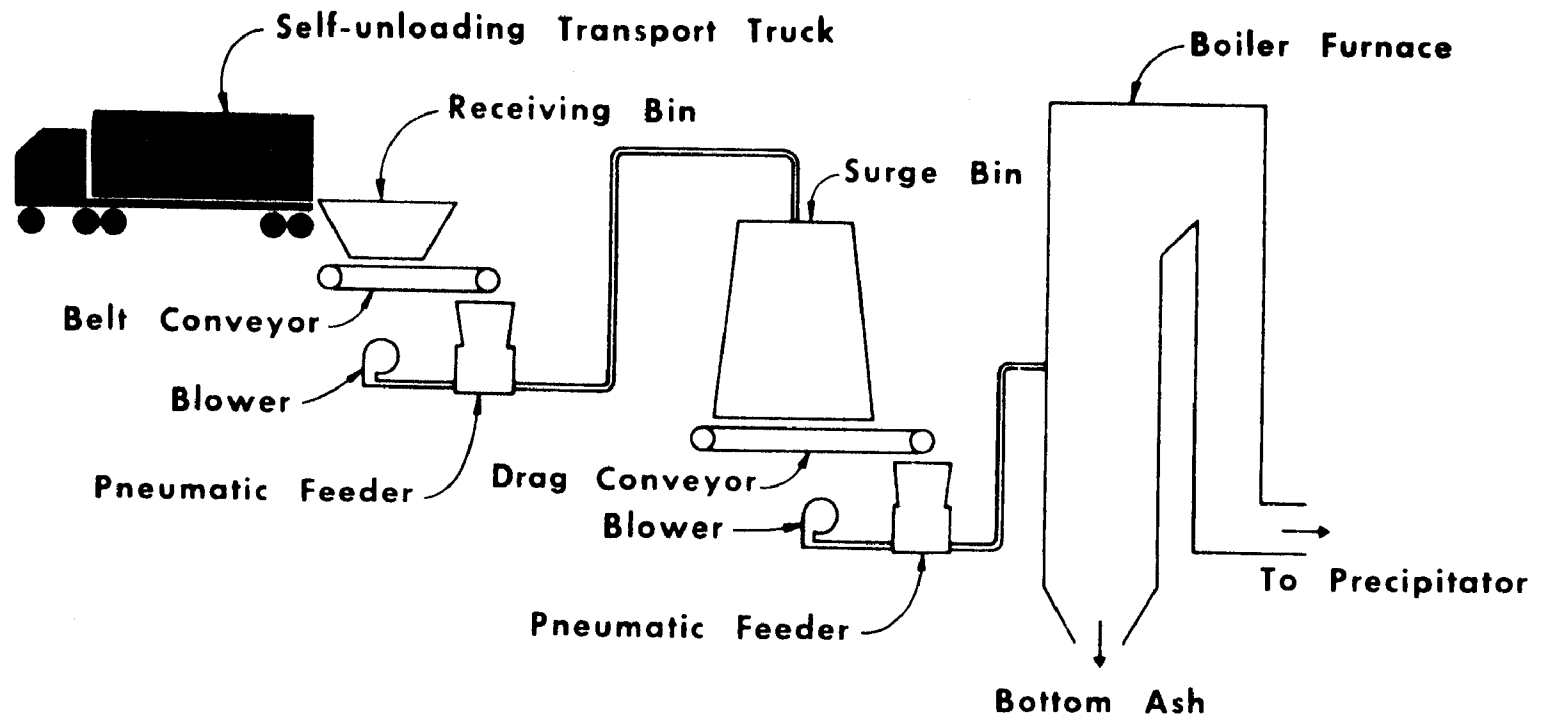 Self-unloading Transport Truck
Boiler Furnace
Receiving Bin
Surge Bin
Belt Conveyor
Blower
Pneumatic Feeder
Drag Conveyor
Blower
To Precipitator
Pneumatic Feeder
Bottom Ash